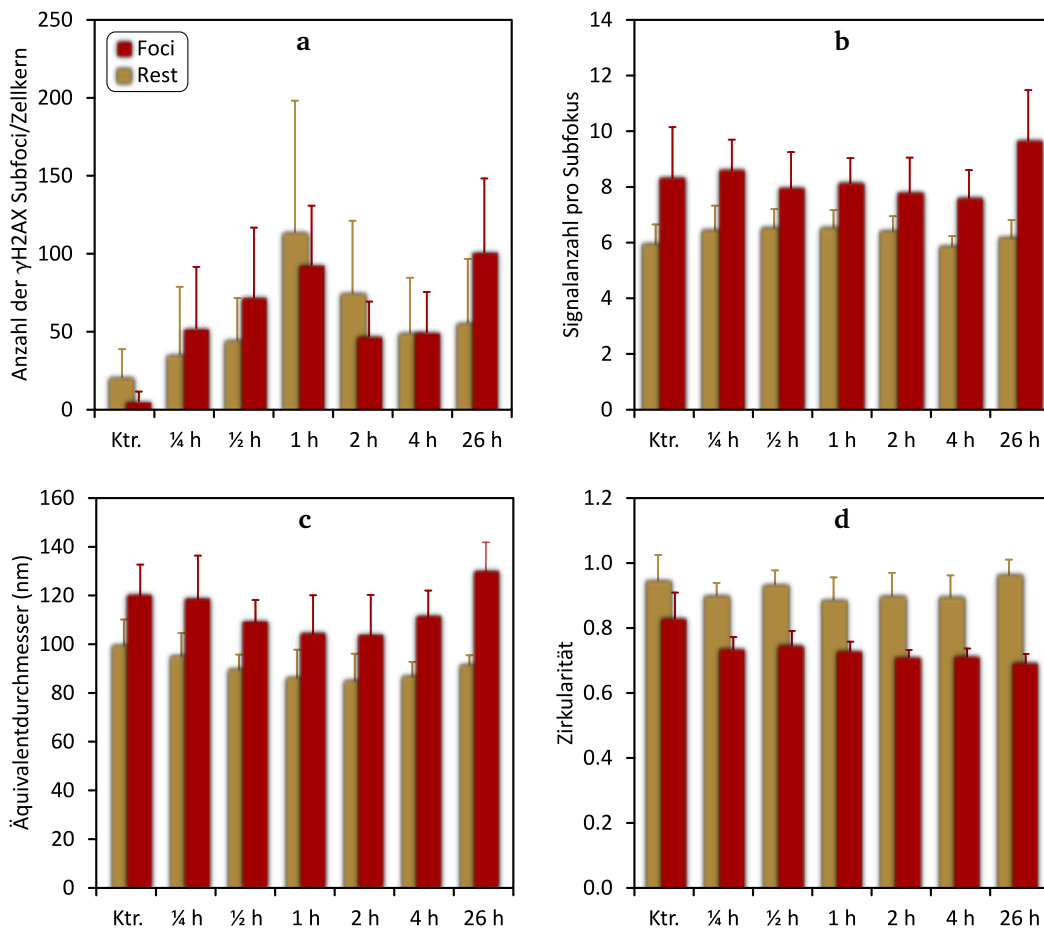 a
Foci
Rest
Anzahl der γH2AX Subfoci/Zellkern
250
200
150
100
50
0
Ktr. ¼ h ½ h 1 h 2 h 4 h 26 h
b
Signalanzahl pro Subfokus
14
12
10
8
6
4
2
0
Ktr. ¼ h ½ h 1 h 2 h 4 h 26 h
c
Äquivalentdurchmesser (nm)
160
140
120
100
80
60
40
20
0
Ktr. ¼ h ½ h 1 h 2 h 4 h 26 h
d
Zirkularität
1.2
1.0
0.8
0.6
0.4
0.2
0.0
Ktr. ¼ h ½ h 1 h 2 h 4 h 26 h